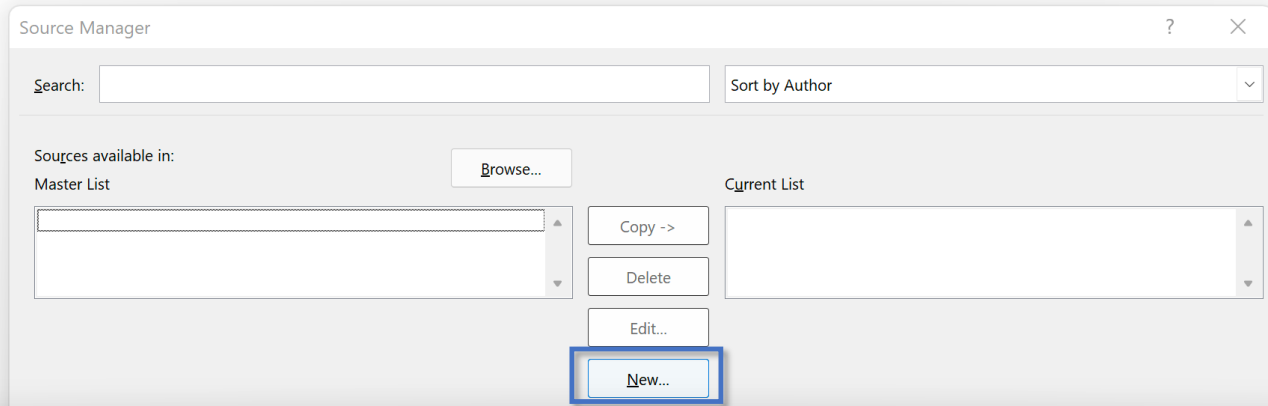 Source Manager ?
Search: Sort by Author
Sources available in:
Browse...
Master List
Current List
Copy ->
Delete
Edit...
New...